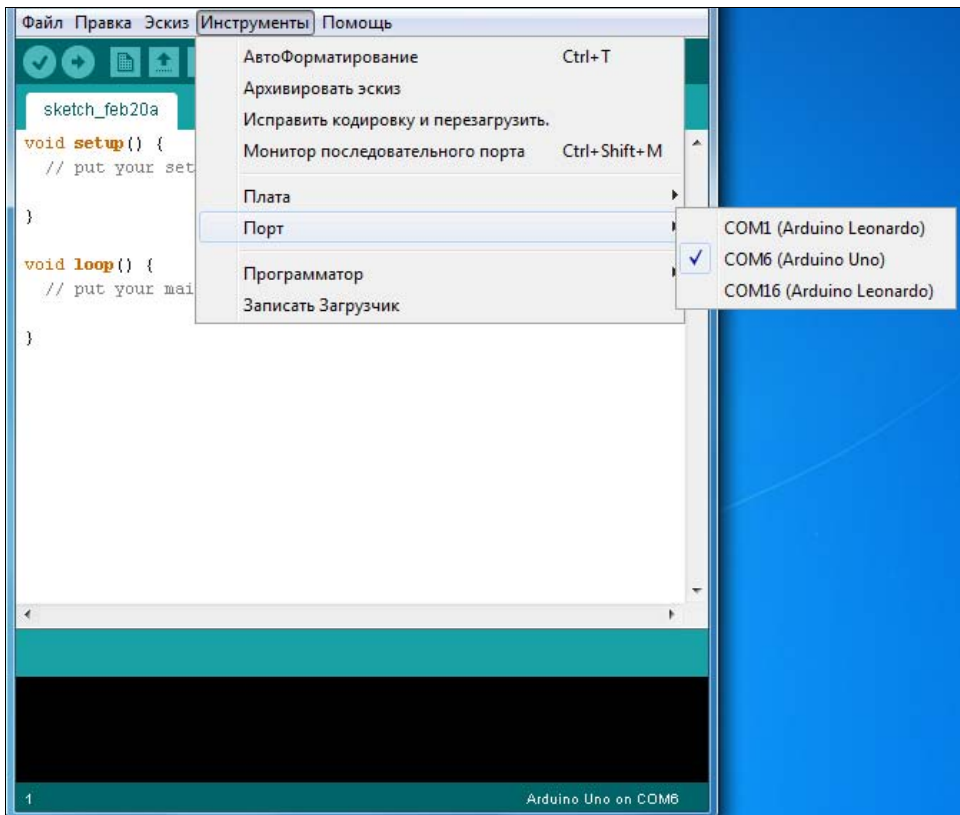 Файл Правка Эскиз Инструменты Помощь
АвтоФорматирование Ctrl+T
Архивировать эскиз
Исправить кодировку и перезагрузить.
Монитор последовательного порта Ctrl+Shift+M
Плата
Порт
Программатор
Записать Загрузчик
COM1 (Arduino Leonardo)
COM6 (Arduino Uno)
COM16 (Arduino Leonardo)
sketch_feb20a
void setup() {
// put your set
}
void loop() {
// put your mai
}
1 Arduino Uno on COM6